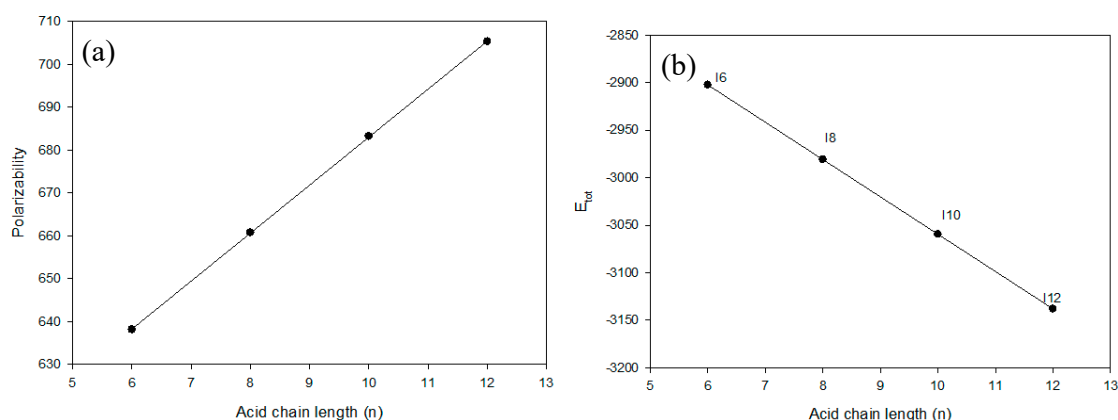 (a)
710
700
690
680
670
660
650
640
630
Polarizability
5 6 7 8 9 10 11 12 13
Acid chain length (n)
(b)
-2850
-2900
-2950
-3000
-3050
-3100
-3150
-3200
E_tot
I6
I8
I10
I12
5 6 7 8 9 10 11 12 13
Acid chain length (n)